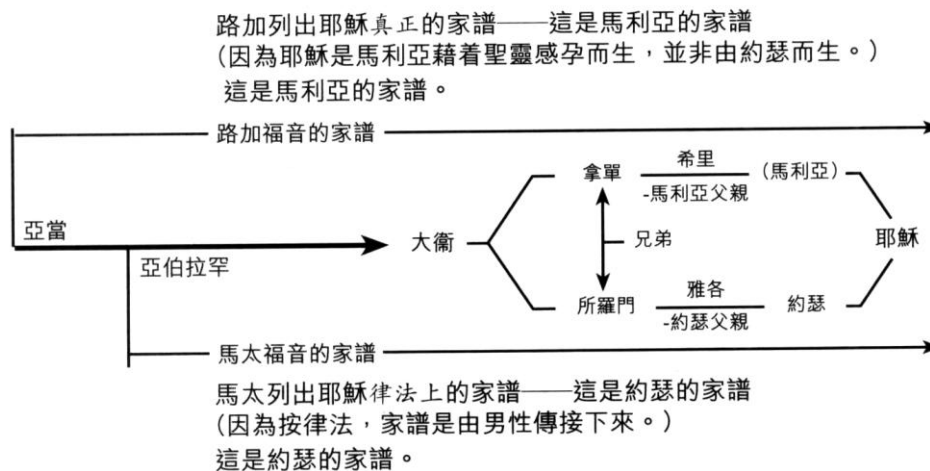 路加列出耶穌真正的家譜——這是馬利亞的家譜
(因為耶穌是馬利亞藉着聖靈感孕而生，並非由約瑟而生。)
這是馬利亞的家譜。
路加福音的家譜
拿單
希里
-馬利亞父親
(馬利亞)
亞當
大衞
兄弟
耶穌
亞伯拉罕
所羅門
雅各
-約瑟父親
約瑟
馬太福音的家譜
馬太列出耶穌律法上的家譜——這是約瑟的家譜
(因為按律法，家譜是由男性傳接下來。)
這是約瑟的家譜。